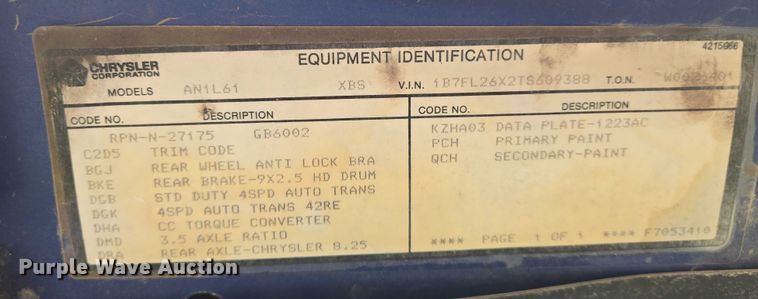 4215966
CHRYSLER
CORPORATION
EQUIPMENT IDENTIFICATION
MODELS AN1L61 XBS V.I.N. 1B7FL26X2TS609388 T.O.N.
CODE NO. DESCRIPTION
RPN-N-27175 GB6002
C2D5 TRIM CODE
BGJ REAR WHEEL ANTI LOCK BRA
BKE REAR BRAKE-9X2.5 HD DRUM
DGB STD DUTY 4SPD AUTO TRANS
DGK 4SPD AUTO TRANS 42RE
DHA CC TORQUE CONVERTER
DMD 3.5 AXLE RATIO
DRA REAR AXLE-CHRYSLER 8.25
CODE NO. DESCRIPTION
KZHA03 DATA PLATE-1223AC
PCH PRIMARY PAINT
QCH SECONDARY-PAINT
**** PAGE 1 OF 1 **** F7053410
Purple Wave Auction